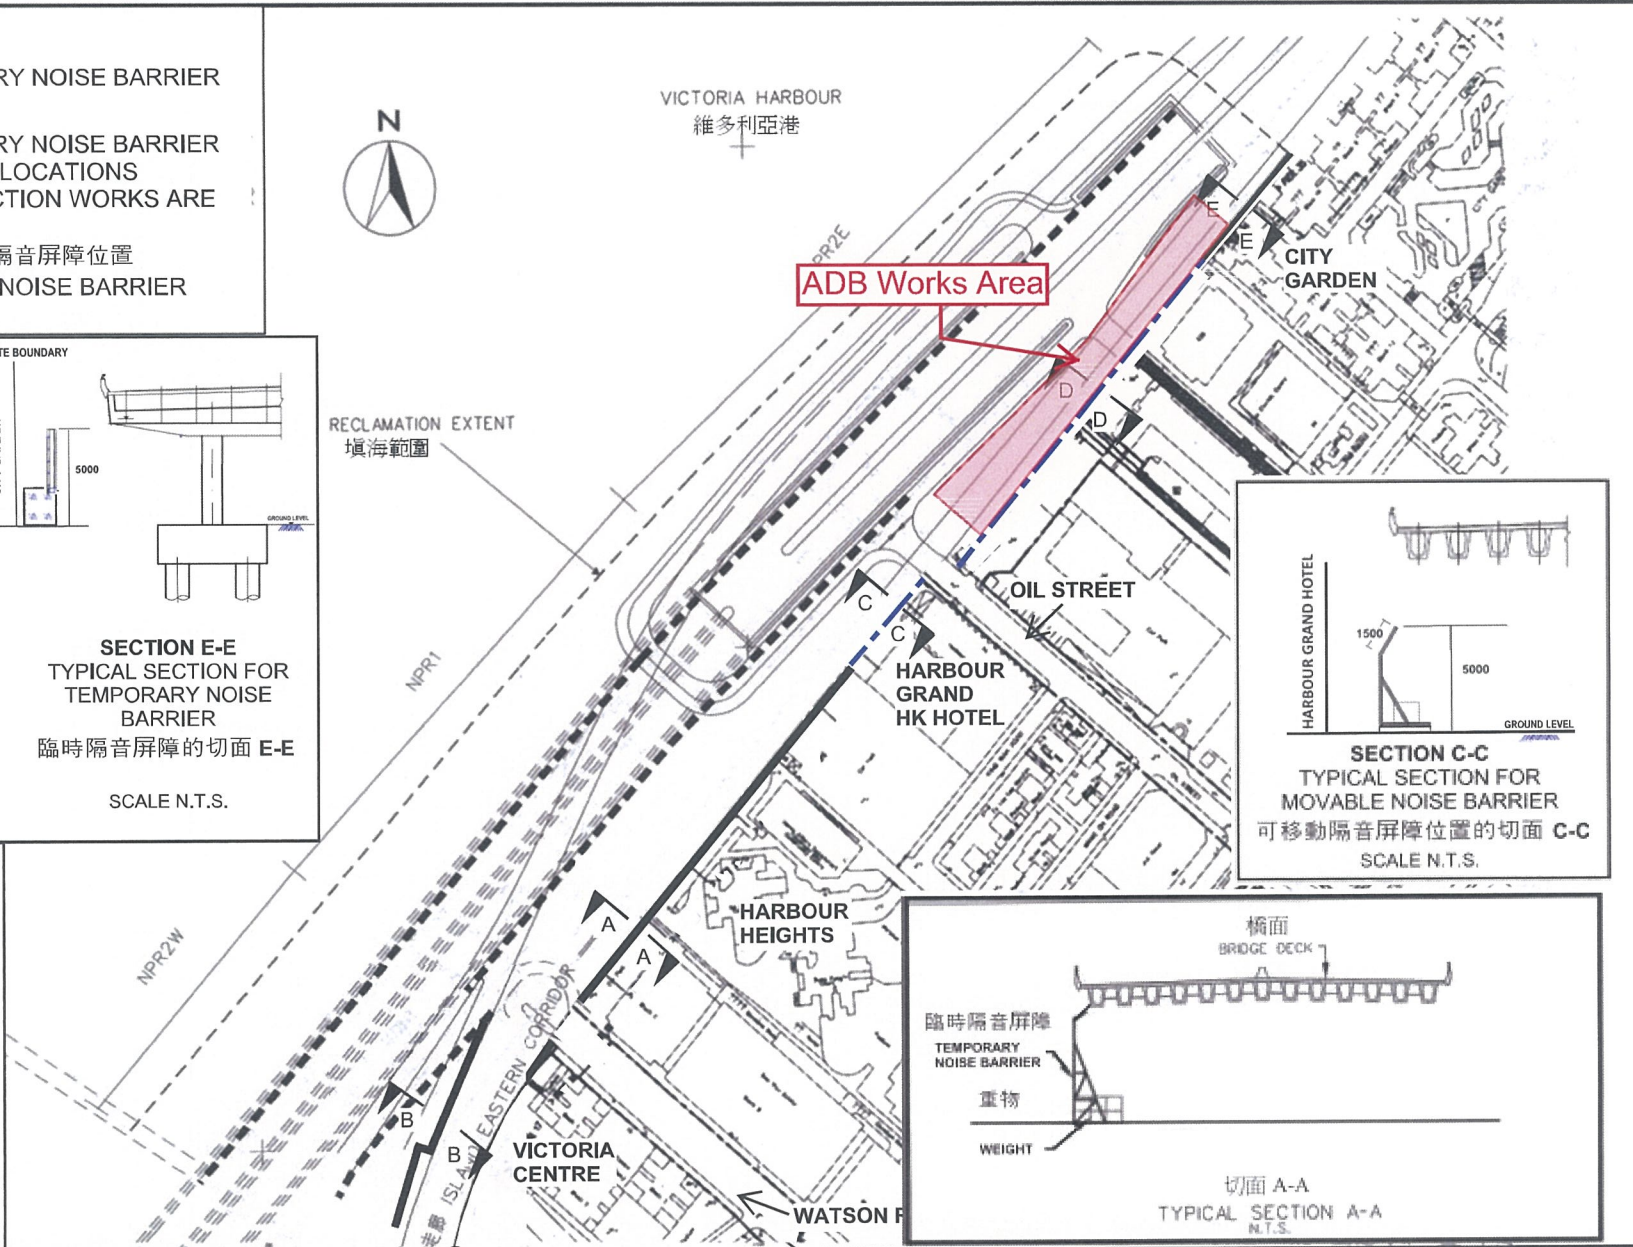 RY NOISE BARRIER
RY NOISE BARRIER
LOCATIONS
CTION WORKS ARE
隔音屏障位置
NOISE BARRIER
TE BOUNDARY
5000
GROUND LEVEL
SECTION E-E
TYPICAL SECTION FOR
TEMPORARY NOISE
BARRIER
臨時隔音屏障的切面 E-E
SCALE N.T.S.
N
VICTORIA HARBOUR
維多利亞港
PR2E
ADB Works Area
RECLAMATION EXTENT
填海範圍
NPR1
NPR2W
E
E
CITY
GARDEN
D
D
C
C
OIL STREET
HARBOUR
GRAND
HK HOTEL
A
A
HARBOUR
HEIGHTS
B
B
ISLAND EASTERN CORRIDOR
VICTORIA
CENTRE
WATSON R
HARBOUR GRAND HOTEL
1500
5000
GROUND LEVEL
SECTION C-C
TYPICAL SECTION FOR
MOVABLE NOISE BARRIER
可移動隔音屏障位置的切面 C-C
SCALE N.T.S.
橋面
BRIDGE DECK
臨時隔音屏障
TEMPORARY
NOISE BARRIER
重物
WEIGHT
切面 A-A
TYPICAL SECTION A-A
N.T.S.